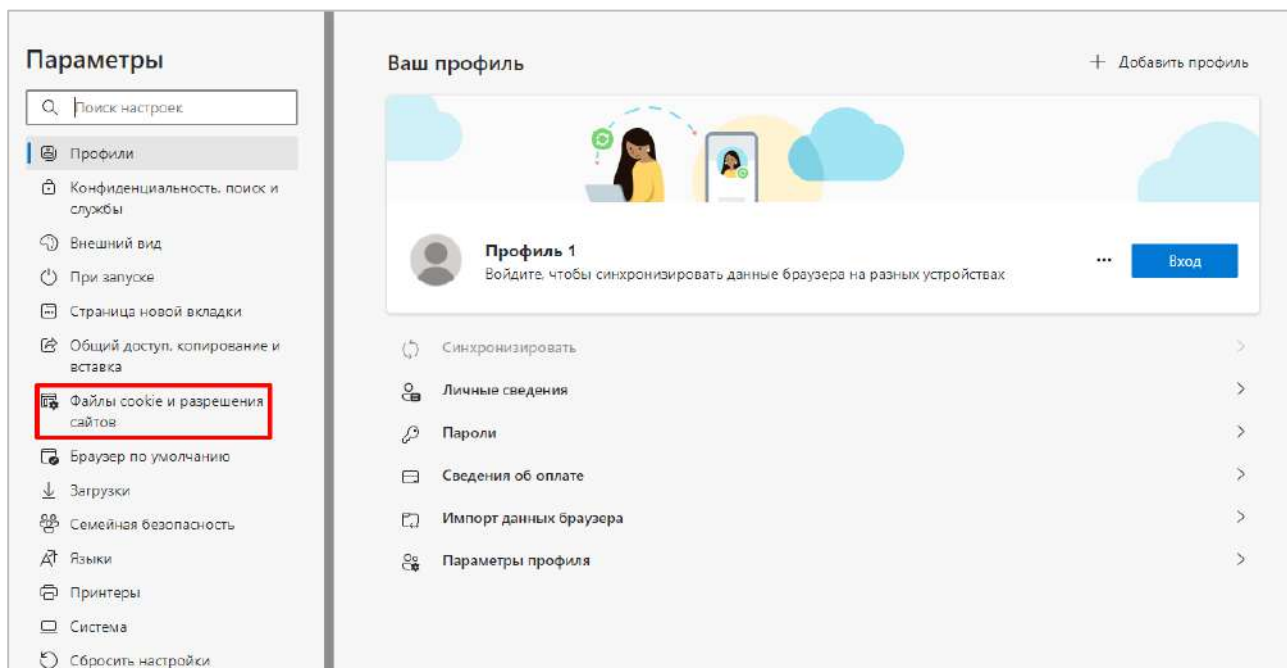 Параметры
Поиск настроек
Профили
Конфиденциальность, поиск и
службы
Внешний вид
При запуске
Страница новой вкладки
Общий доступ, копирование и
вставка
Файлы cookie и разрешения
сайтов
Браузер по умолчанию
Загрузки
Семейная безопасность
Языки
Принтеры
Система
Сбросить настройки
Ваш профиль
Добавить профиль
Профиль 1
Войдите, чтобы синхронизировать данные браузера на разных устройствах
Вход
Синхронизировать
Личные сведения
Пароли
Сведения об оплате
Импорт данных браузера
Параметры профиля